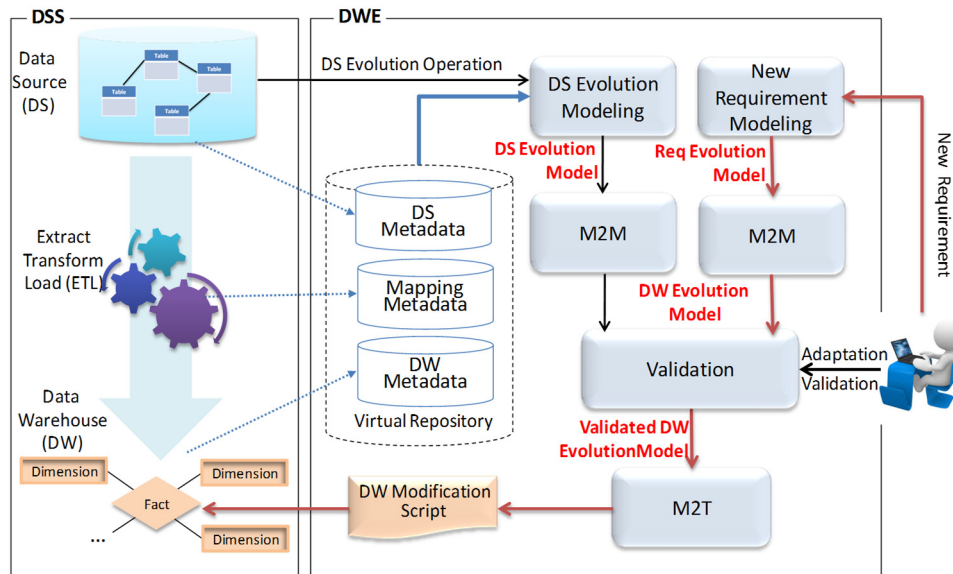 DSS
DWE
Data
Source
(DS)
Table
Table
Table
Table
DS Evolution Operation
DS Evolution
Modeling
New
Requirement
Modeling
DS Evolution
Model
Req Evolution
Model
New Requirement
DS
Metadata
Mapping
Metadata
DW
Metadata
Virtual Repository
M2M
M2M
Extract
Transform
Load (ETL)
DW Evolution
Model
Validation
Adaptation
Validation
Data
Warehouse
(DW)
Validated DW
EvolutionModel
Dimension
Dimension
Fact
Dimension
...
DW Modification
Script
M2T